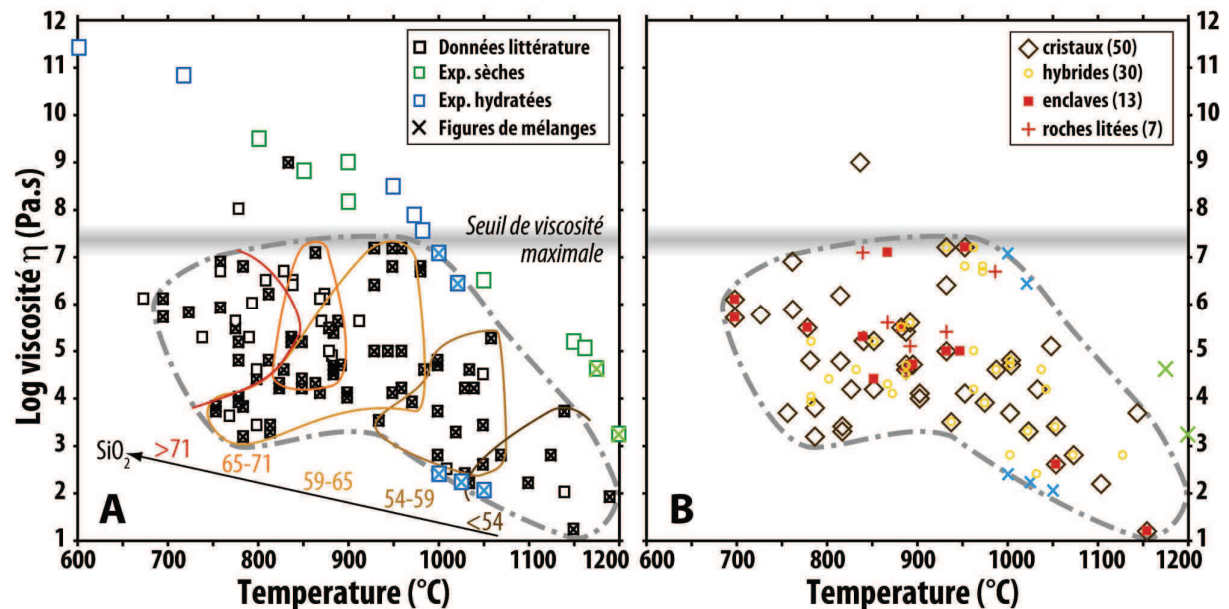 12
11
10
9
8
7
6
5
4
3
2
1
Log viscosité η (Pa.s)
Données littérature
Exp. sèches
Exp. hydratées
Figures de mélanges
Seuil de viscosité
maximale
SiO2
>71
65-71
59-65
54-59
<54
A
600 700 800 900 1000 1100 1200
Temperature (°C)
cristaux (50)
hybrides (30)
enclaves (13)
roches litées (7)
B
12
11
10
9
8
7
6
5
4
3
2
1
600 700 800 900 1000 1100 1200
Temperature (°C)